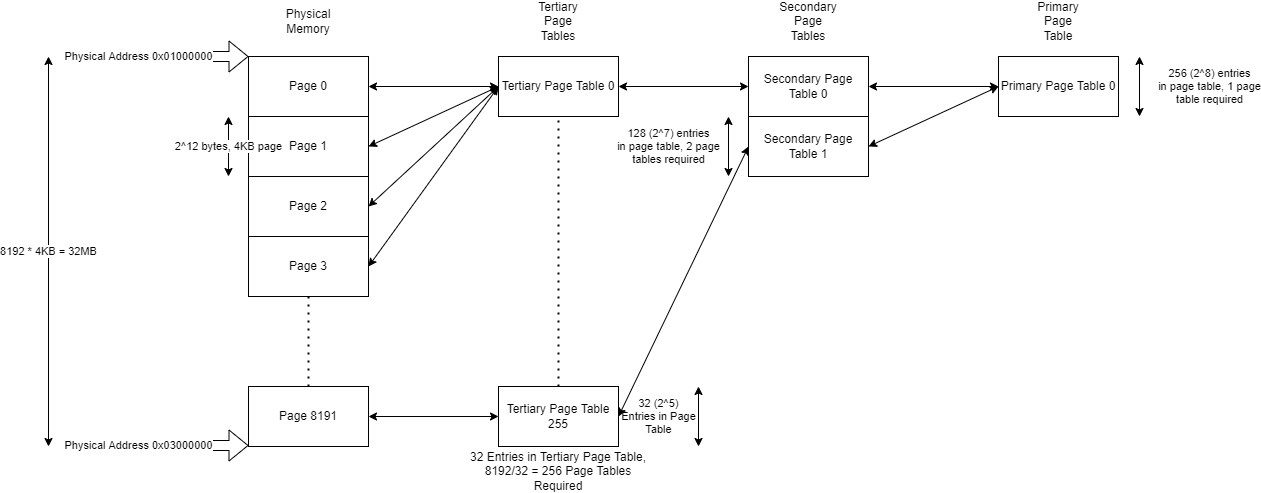 Physical
Memory
Tertiary
Page
Tables
Secondary
Page
Tables
Primary
Page
Table
Physical Address 0x01000000
Page 0
Tertiary Page Table 0
Secondary Page
Table 0
Primary Page Table 0
256 (2^8) entries
in page table, 1 page
table required
2^12 bytes, 4KB page
Page 1
128 (2^7) entries
in page table, 2 page
tables required
Secondary Page
Table 1
Page 2
8192 * 4KB = 32MB
Page 3
Page 8191
Tertiary Page Table
255
32 (2^5)
Entries in Page
Table
Physical Address 0x03000000
32 Entries in Tertiary Page Table,
8192/32 = 256 Page Tables
Required